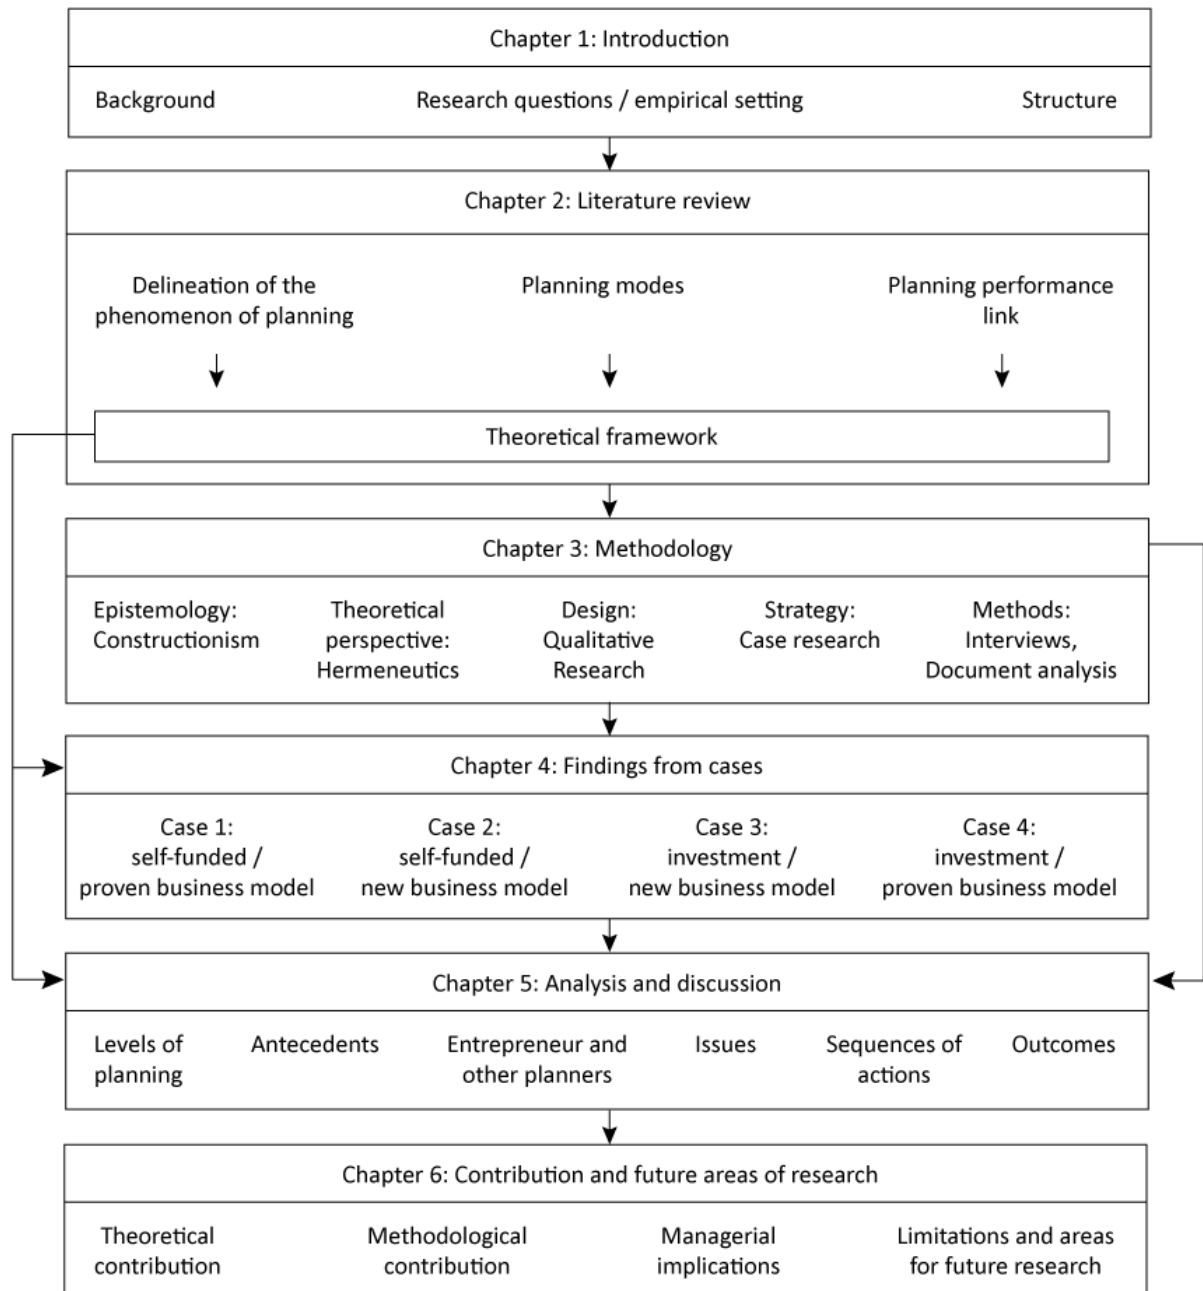 Chapter 1: Introduction
Background
Research questions / empirical setting
Structure
Chapter 2: Literature review
Delineation of the
phenomenon of planning
Planning modes
Planning performance
link
Theoretical framework
Chapter 3: Methodology
Epistemology:
Constructionism
Theoretical
perspective:
Hermeneutics
Design:
Qualitative
Research
Strategy:
Case research
Methods:
Interviews,
Document analysis
Chapter 4: Findings from cases
Case 1:
self-funded /
proven business model
Case 2:
self-funded /
new business model
Case 3:
investment /
new business model
Case 4:
investment /
proven business model
Chapter 5: Analysis and discussion
Levels of
planning
Antecedents
Entrepreneur and
other planners
Issues
Sequences of
actions
Outcomes
Chapter 6: Contribution and future areas of research
Theoretical
contribution
Methodological
contribution
Managerial
implications
Limitations and areas
for future research